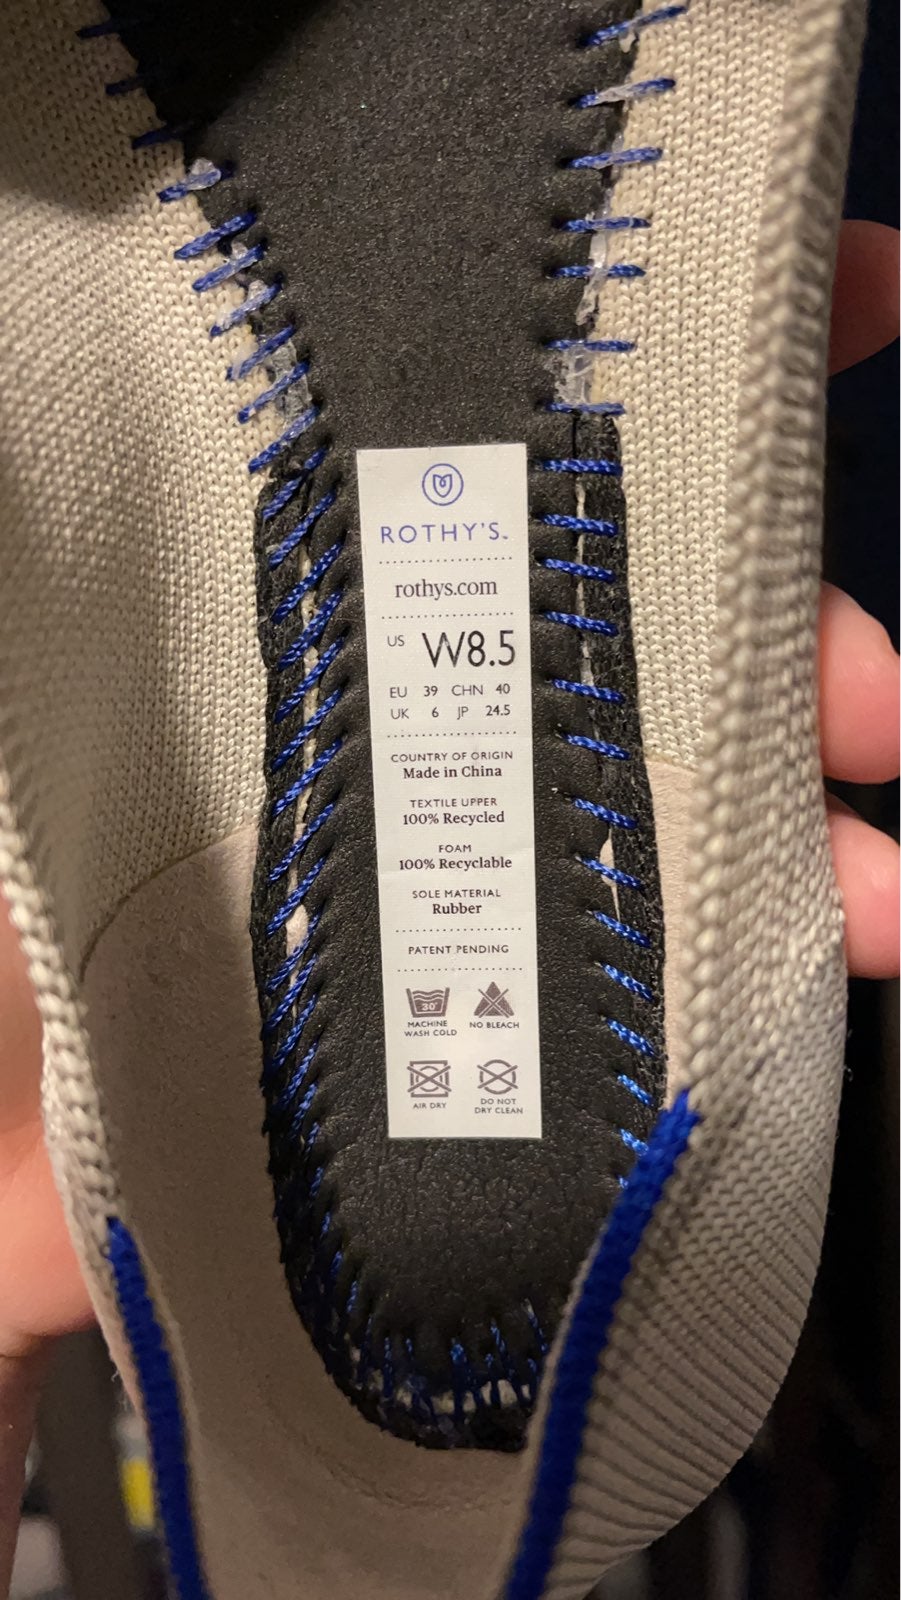 ROTHY'S™
rothys.com
US W8.5
EU 39 CHN 40
UK 6 JP 24.5
COUNTRY OF ORIGIN
Made in China
TEXTILE UPPER
100% Recycled
FOAM
100% Recyclable
SOLE MATERIAL
Rubber
PATENT PENDING
30°
MACHINE
WASH COLD
NO BLEACH
AIR DRY
DO NOT
DRY CLEAN